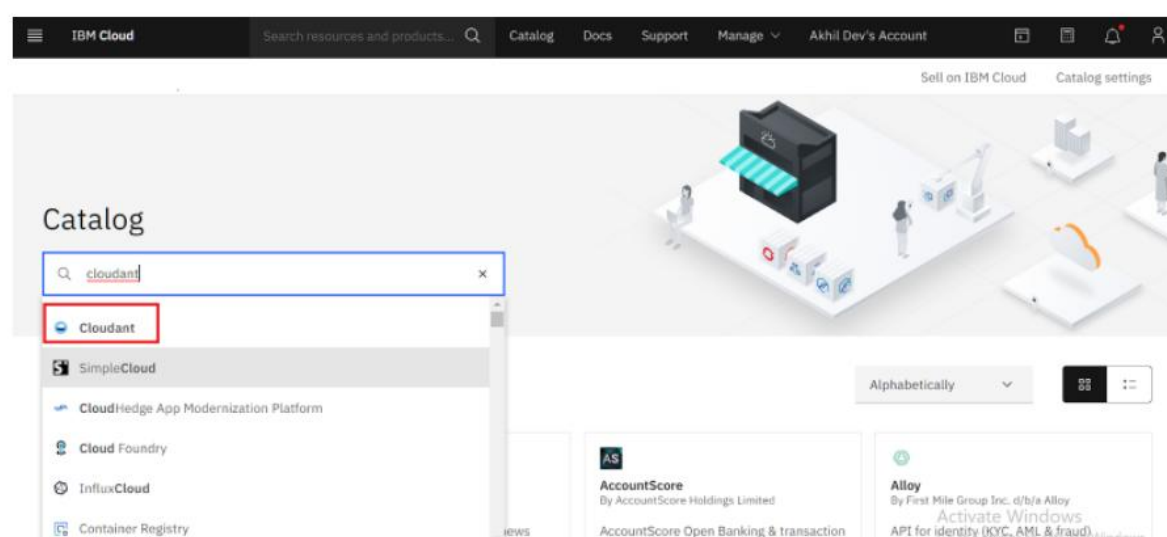 IBM Cloud Search resources and products... Catalog Docs Support Manage Akhil Dev's Account
Sell on IBM Cloud Catalog settings
Catalog
cloudant
Cloudant
SimpleCloud
CloudHedge App Modernization Platform
Cloud Foundry
InfluxCloud
Container Registry
Alphabetically
AS
AccountScore
By AccountScore Holdings Limited
AccountScore Open Banking & transaction
Alloy
By First Mile Group Inc. d/b/a Alloy
API for identity (KYC, AML & fraud)
Activate Windows